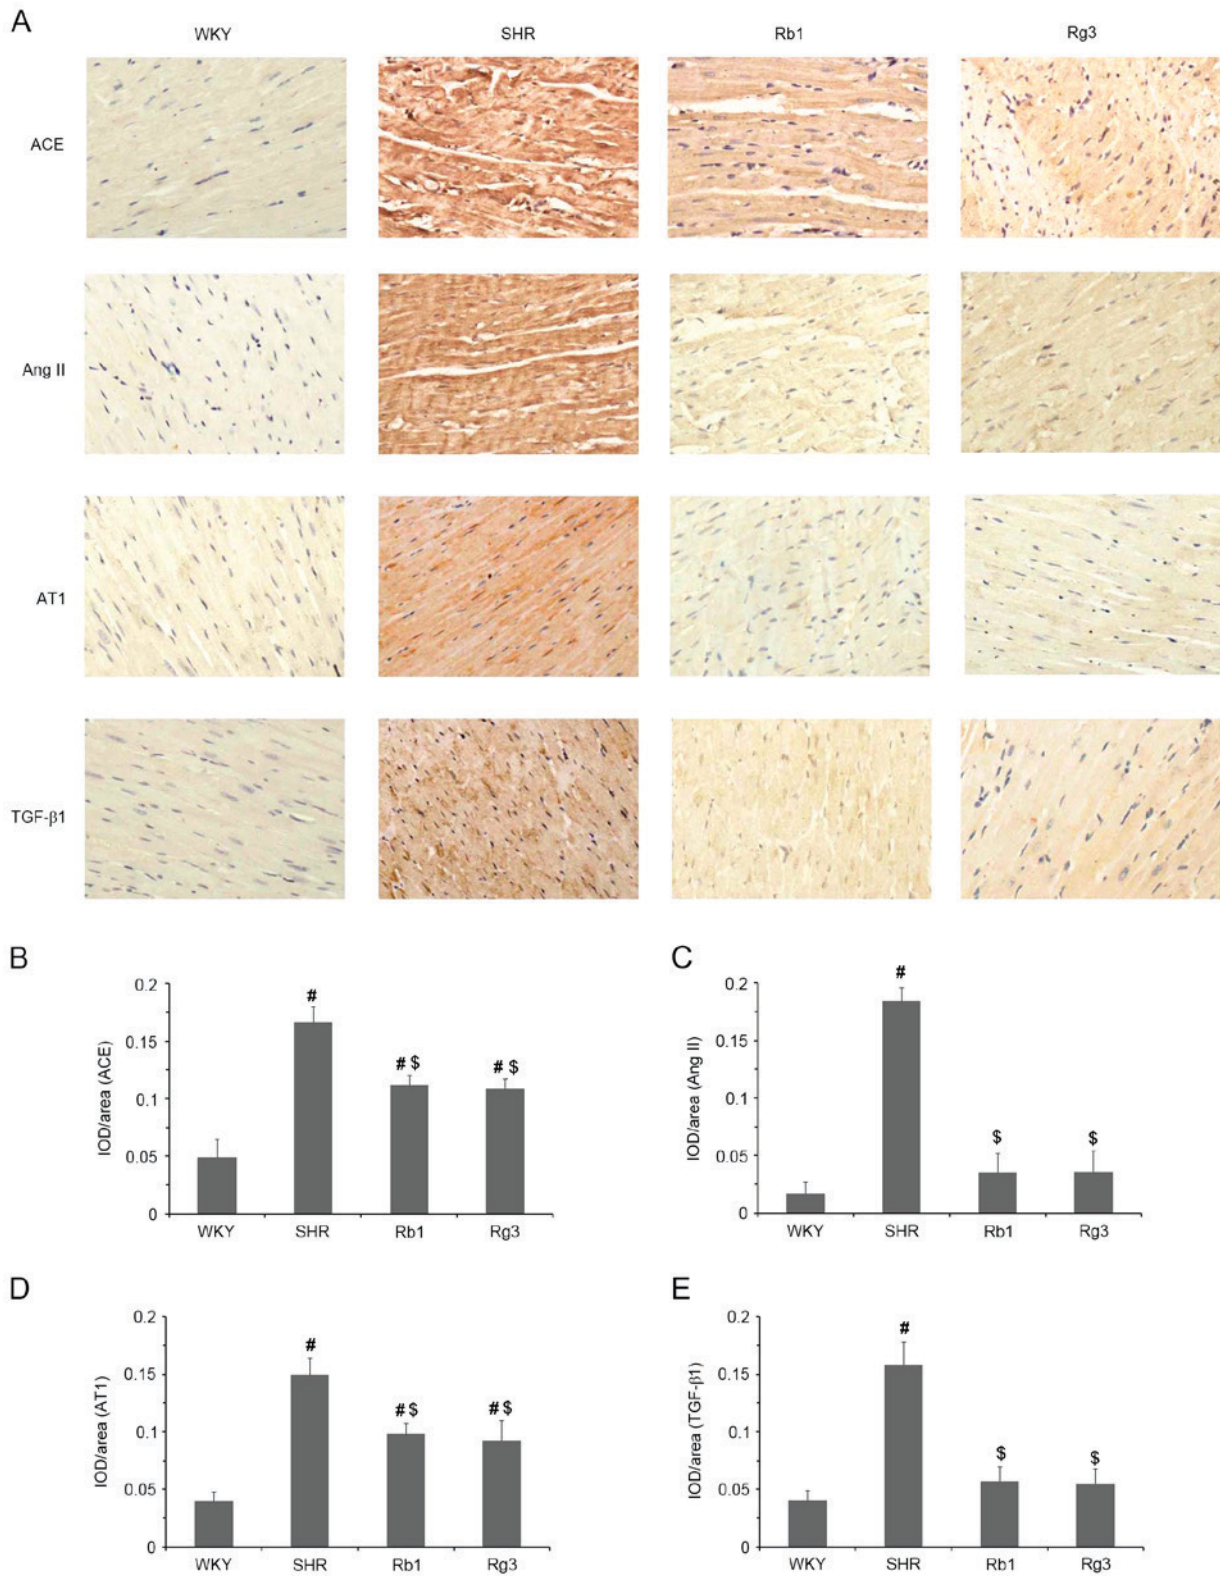 A
WKY SHR Rb1 Rg3
ACE
Ang II
AT1
TGF-β1
B
0.2
0.15
0.1
0.05
0
IOD/area (ACE)
#
# $
# $
WKY SHR Rb1 Rg3
C
0.2
0.15
0.1
0.05
0
IOD/area (Ang II)
#
$
$
WKY SHR Rb1 Rg3
D
0.2
0.15
0.1
0.05
0
IOD/area (AT1)
#
# $
# $
WKY SHR Rb1 Rg3
E
0.2
0.15
0.1
0.05
0
IOD/area (TGF-β1)
#
$
$
WKY SHR Rb1 Rg3